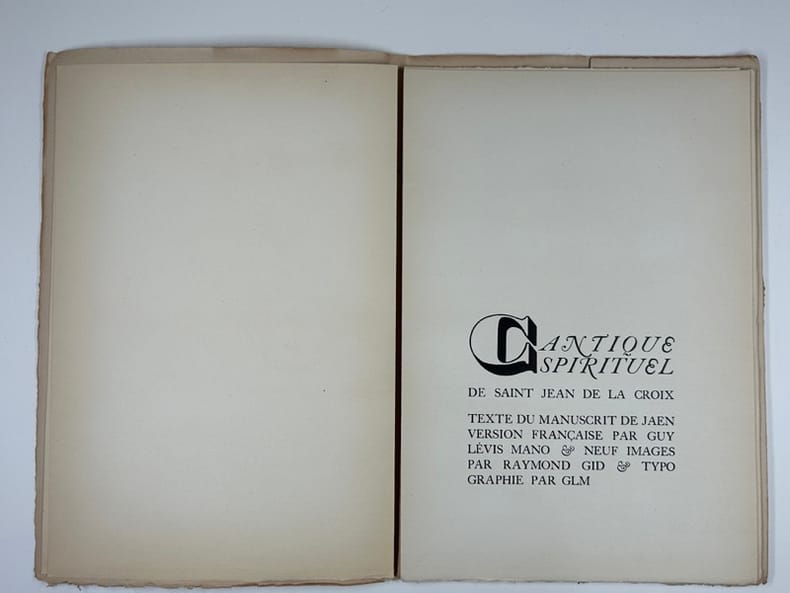 CANTIQUE
SPIRITUEL
DE SAINT JEAN DE LA CROIX
TEXTE DU MANUSCRIT DE JAEN
VERSION FRANÇAISE PAR GUY
LÉVIS MANO & NEUF IMAGES
PAR RAYMOND GID & TYPO
GRAPHIE PAR GLM